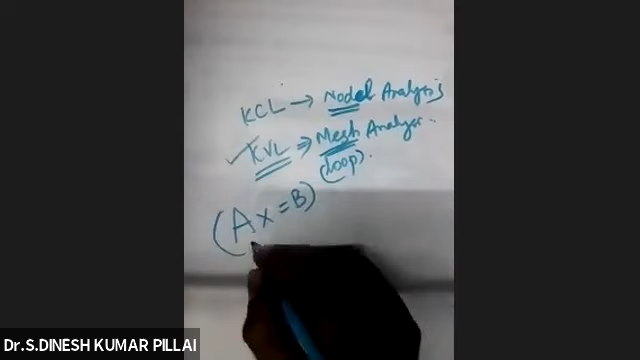 KCL → Nodal Analysis
✓ KVL ⇒ Mesh Analysis.
(loop).
(Ax = B)
Dr.S.DINESH KUMAR PILLAI